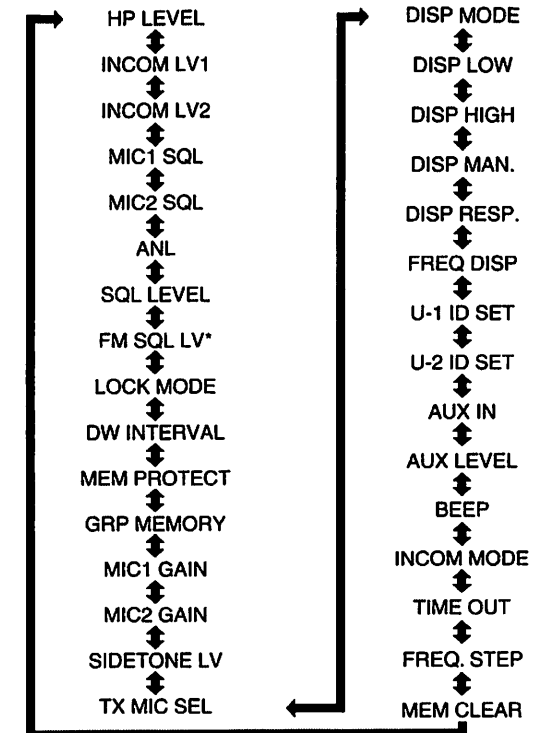 HP LEVEL
INCOM LV1
INCOM LV2
MIC1 SQL
MIC2 SQL
ANL
SQL LEVEL
FM SQL LV*
LOCK MODE
DW INTERVAL
MEM PROTECT
GRP MEMORY
MIC1 GAIN
MIC2 GAIN
SIDETONE LV
TX MIC SEL
DISP MODE
DISP LOW
DISP HIGH
DISP MAN.
DISP RESP.
FREQ DISP
U-1 ID SET
U-2 ID SET
AUX IN
AUX LEVEL
BEEP
INCOM MODE
TIME OUT
FREQ. STEP
MEM CLEAR